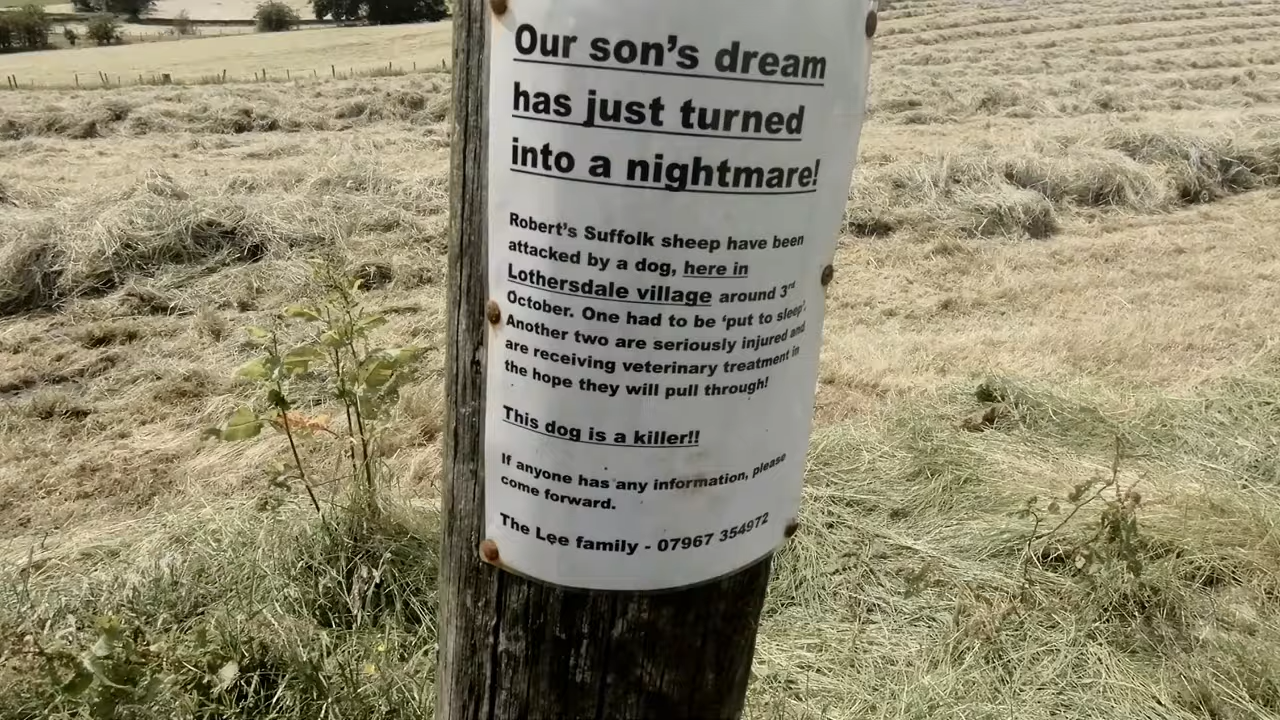 Our son's dream
has just turned
into a nightmare!
Robert's Suffolk sheep have been
attacked by a dog, here in
Lothersdale village around 3rd
October. One had to be 'put to sleep'.
Another two are seriously injured and
are receiving veterinary treatment in
the hope they will pull through!
This dog is a killer!!
If anyone has any information, please
come forward.
The Lee family - 07967 354972